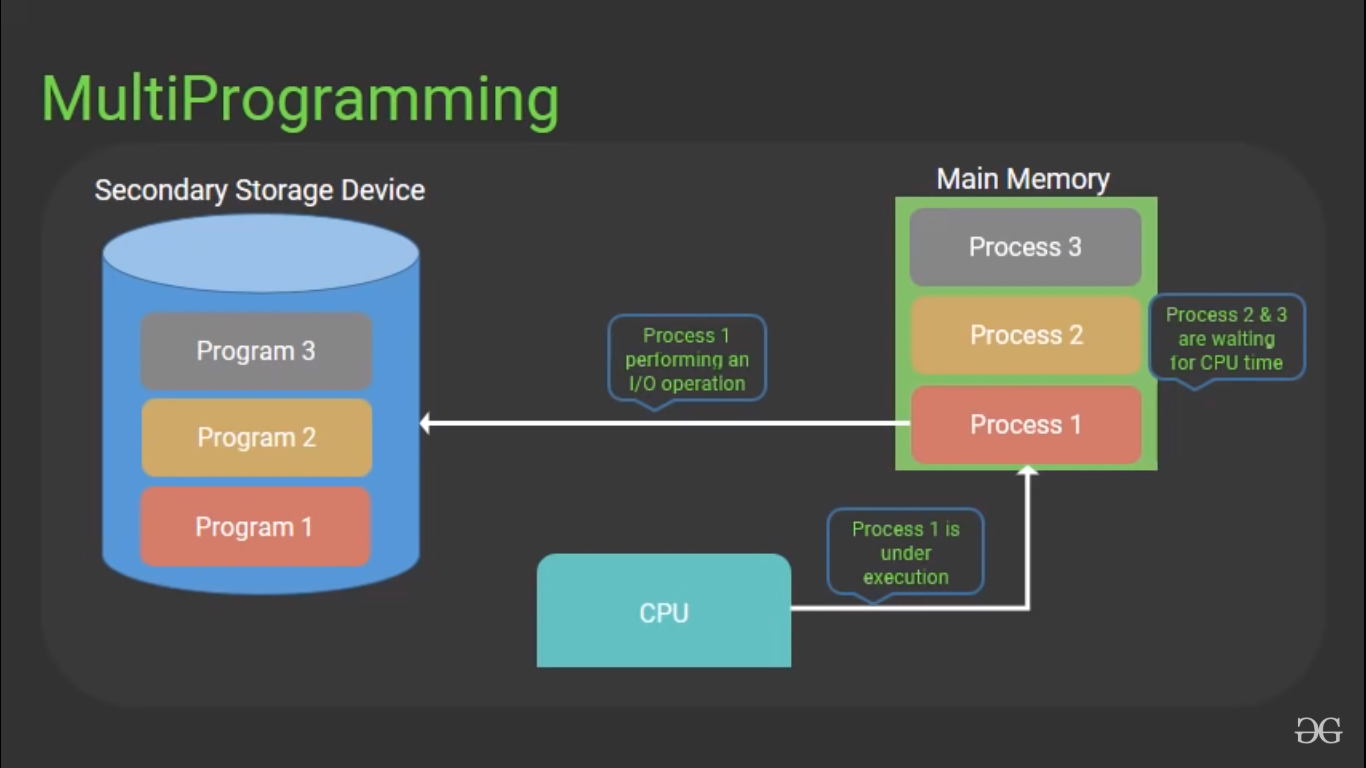 MultiProgramming
Secondary Storage Device
Main Memory
Program 3
Program 2
Program 1
Process 1
performing an
I/O operation
Process 3
Process 2
Process 1
Process 2 & 3
are waiting
for CPU time
Process 1 is
under
execution
CPU